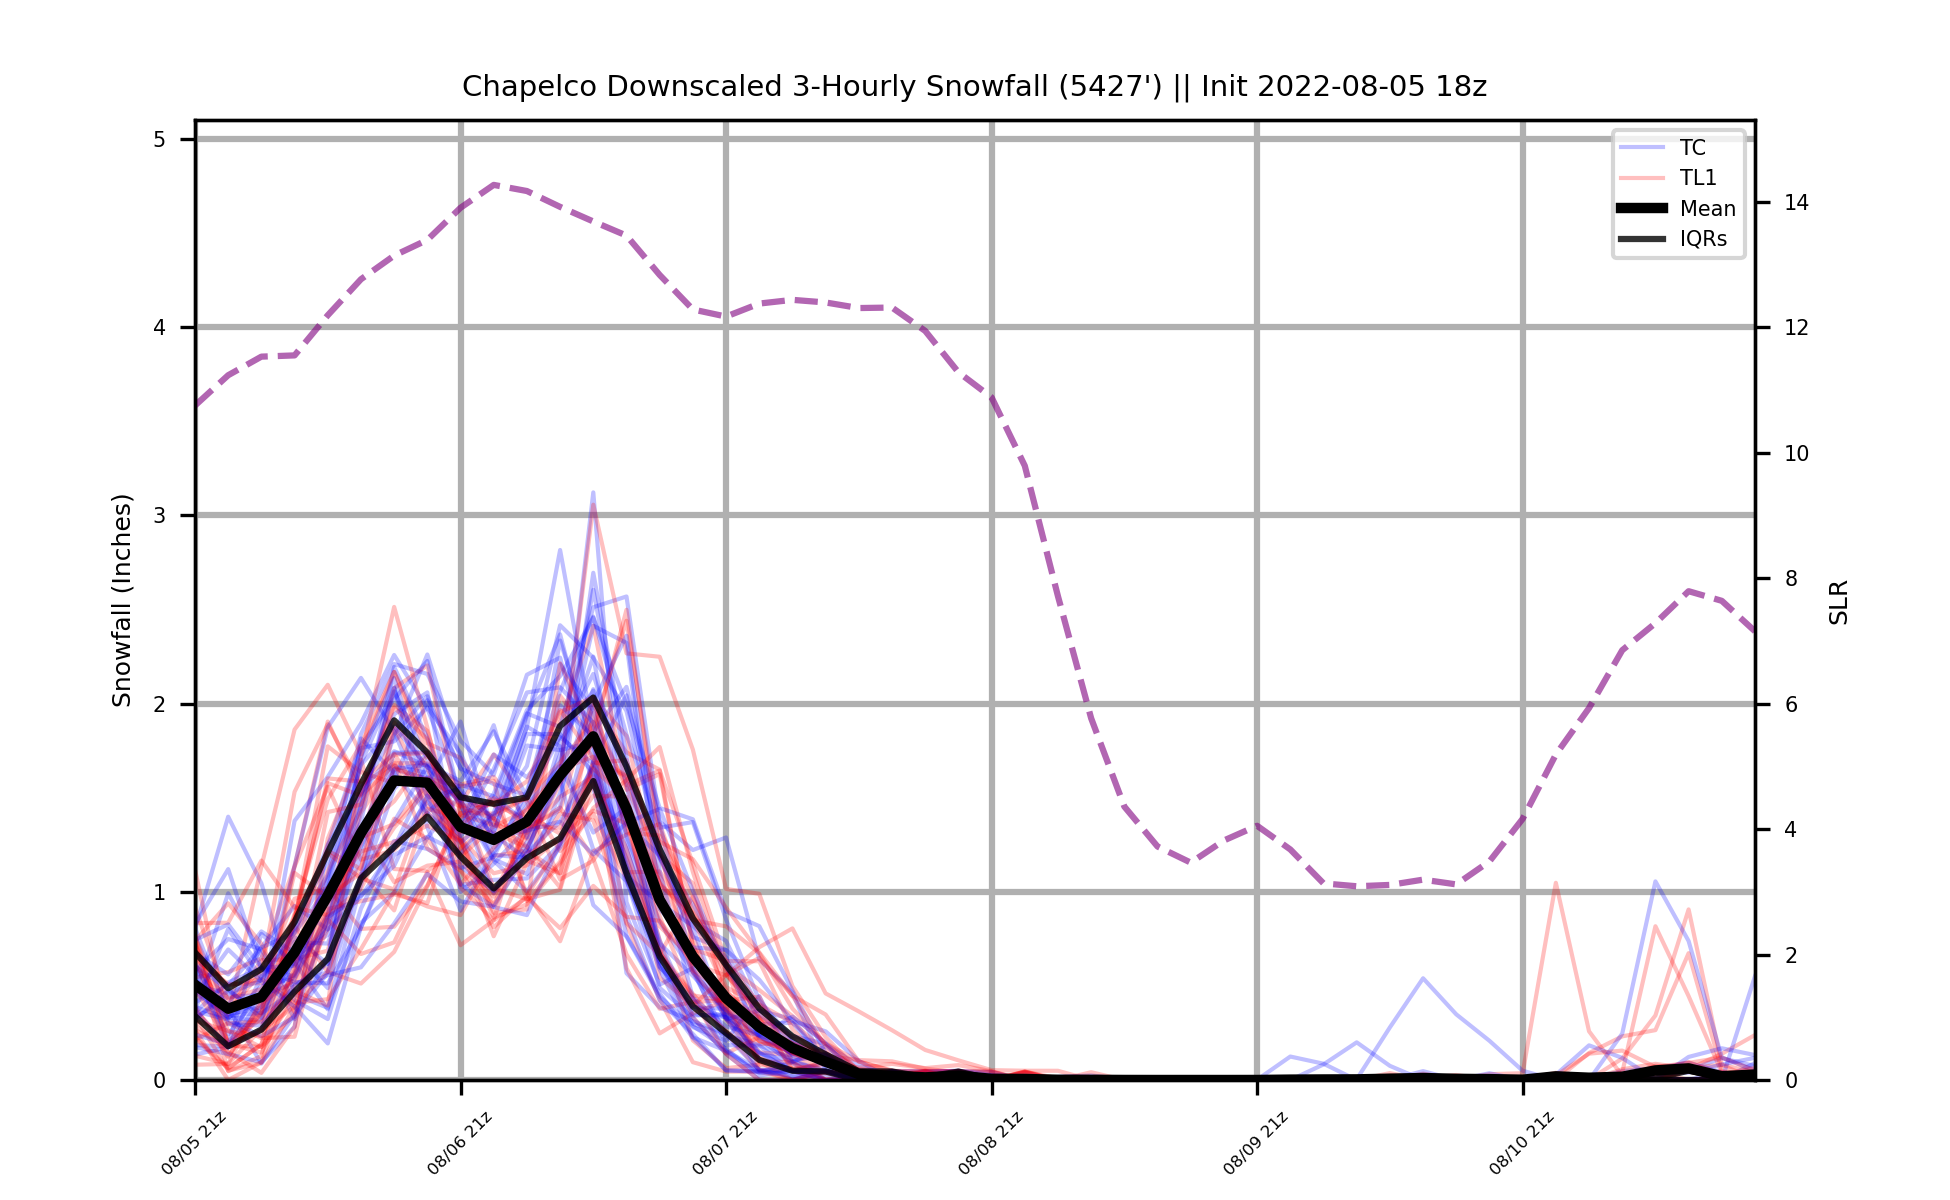 Chapelco Downscaled 3-Hourly Snowfall (5427') || Init 2022-08-05 18z
TC
TL1
Mean
IQRs
Snowfall (Inches)
5
4
3
2
1
0
SLR
14
12
10
8
6
4
2
0
08/05 21z
08/06 21z
08/07 21z
08/08 21z
08/09 21z
08/10 21z